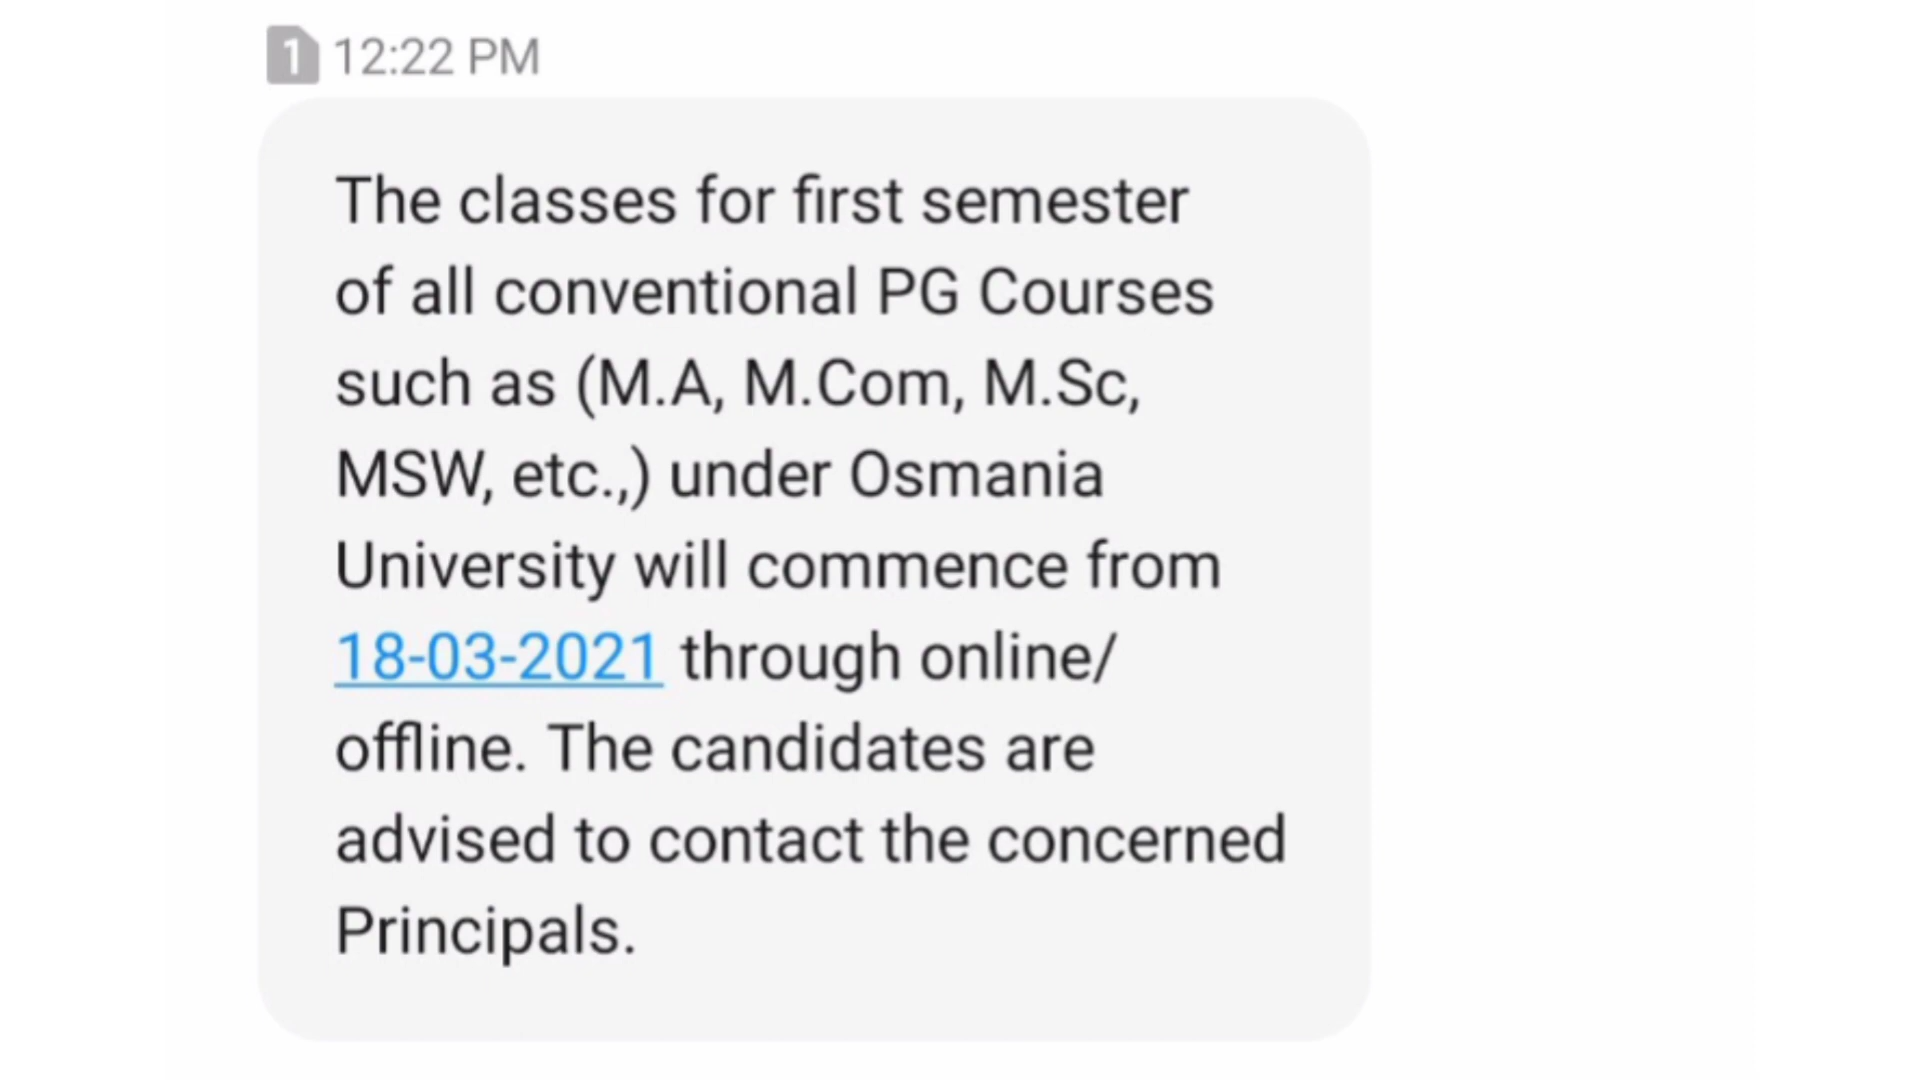 1 12:22 PM
The classes for first semester
of all conventional PG Courses
such as (M.A, M.Com, M.Sc,
MSW, etc.,) under Osmania
University will commence from
18-03-2021 through online/
offline. The candidates are
advised to contact the concerned
Principals.